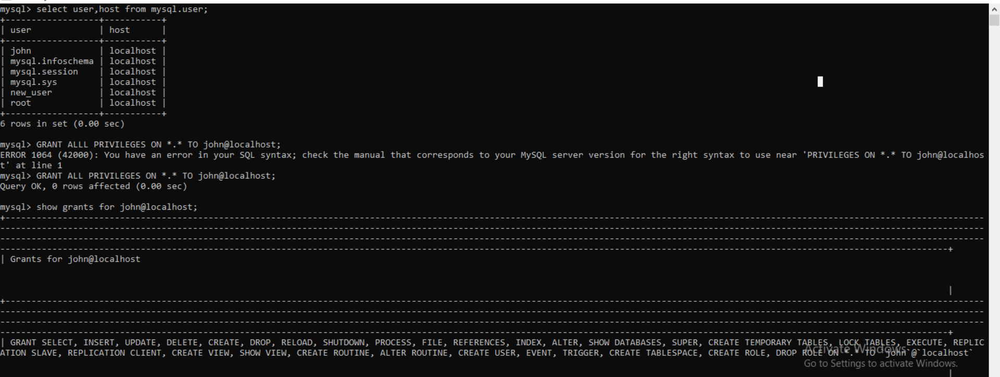 mysql> select user,host from mysql.user;
+------------------+-----------+
| user             | host      |
+------------------+-----------+
| john             | localhost |
| mysql.infoschema | localhost |
| mysql.session    | localhost |
| mysql.sys        | localhost |
| new_user         | localhost |
| root             | localhost |
+------------------+-----------+
6 rows in set (0.00 sec)
mysql> GRANT ALLL PRIVILEGES ON *.* TO john@localhost;
ERROR 1064 (42000): You have an error in your SQL syntax; check the manual that corresponds to your MySQL server version for the right syntax to use near 'PRIVILEGES ON *.* TO john@localhos
t' at line 1
mysql> GRANT ALL PRIVILEGES ON *.* TO john@localhost;
Query OK, 0 rows affected (0.00 sec)
mysql> show grants for john@localhost;
| Grants for john@localhost
|
| GRANT SELECT, INSERT, UPDATE, DELETE, CREATE, DROP, RELOAD, SHUTDOWN, PROCESS, FILE, REFERENCES, INDEX, ALTER, SHOW DATABASES, SUPER, CREATE TEMPORARY TABLES, LOCK TABLES, EXECUTE, REPLIC
ATION SLAVE, REPLICATION CLIENT, CREATE VIEW, SHOW VIEW, CREATE ROUTINE, ALTER ROUTINE, CREATE USER, EVENT, TRIGGER, CREATE TABLESPACE, CREATE ROLE, DROP ROLE ON *.* TO `john`@`localhost`
|
Activate Windows
Go to Settings to activate Windows.